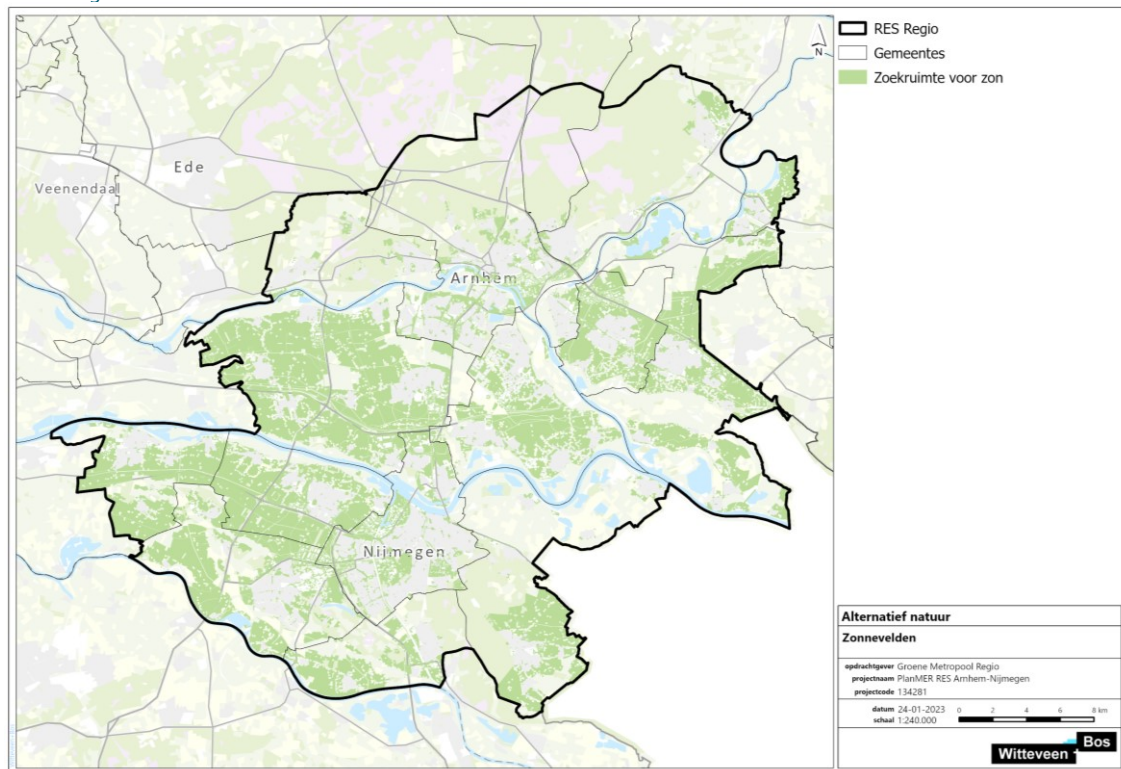 RES Regio
Gemeentes
Zoekruimte voor zon
N
Ede
Veenendaal
Arnhem
Nijmegen
Alternatief natuur
Zonnevelden
opdrachtgever Groene Metropool Regio
projectnaam PlanMER RES Arnhem-Nijmegen
projectcode 134281
datum 24-01-2023
schaal 1:240.000
0 2 4 6 8 km
Witteveen + Bos